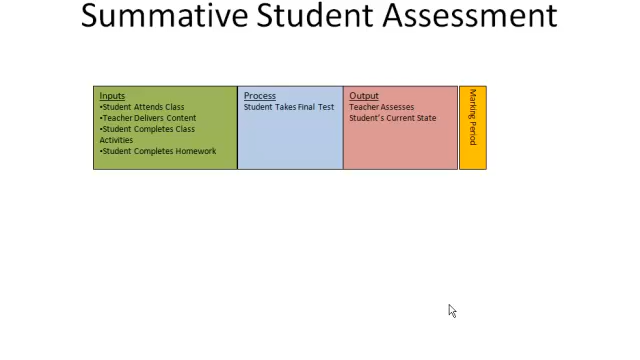 Summative Student Assessment
Inputs
•Student Attends Class
•Teacher Delivers Content
•Student Completes Class
Activities
•Student Completes Homework
Process
Student Takes Final Test
Output
Teacher Assesses
Student's Current State
Marking Period